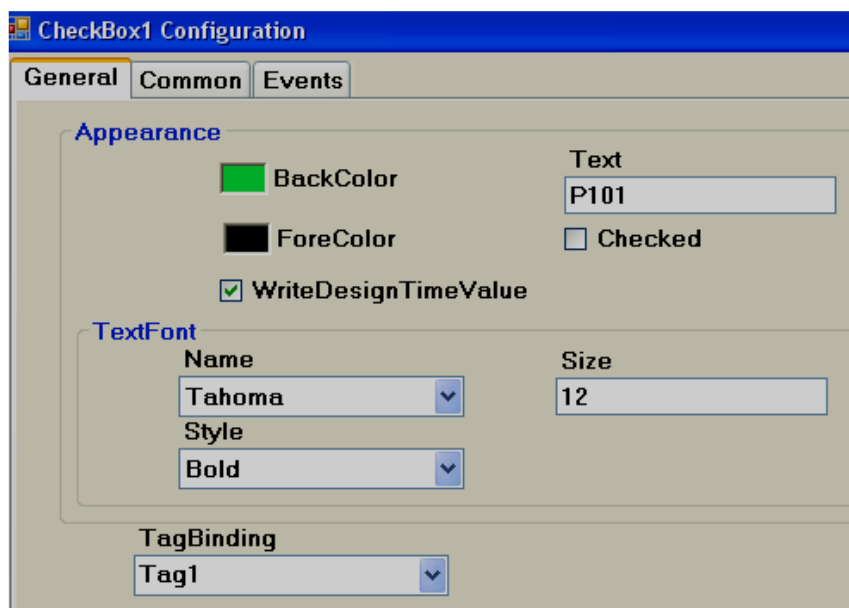 CheckBox1 Configuration
General Common Events
Appearance
BackColor
Text
P101
ForeColor
Checked
WriteDesignTimeValue
TextFont
Name
Size
Tahoma
12
Style
Bold
TagBinding
Tag1